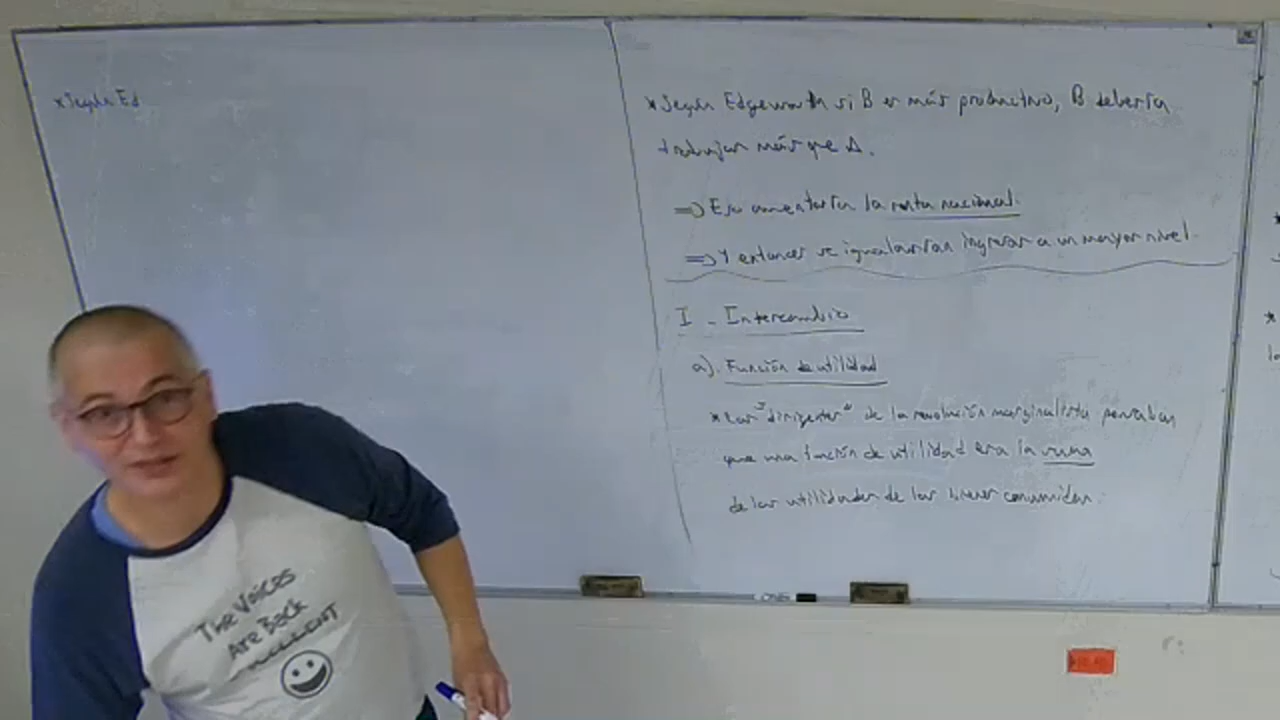 * Según Ed
* Según Edgeworth si B es más productivo, B debería
trabajar más que A.
=> Eso aumentaría la renta nacional.
=> Y entonces se igualarían ingresos a un mayor nivel.
I - Intercambio
a). Función de utilidad
* Los "dirigentes" de la revolución marginalista pensaban
que una función de utilidad era la suma
de las utilidades de los bienes consumidos.
The Voices
Are Back